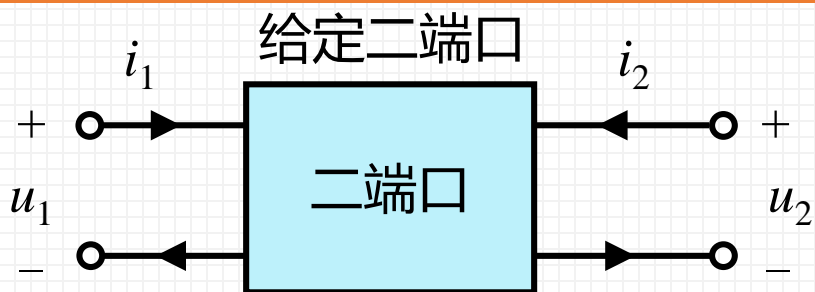 给定二端口
i₁ i₂
+ +
二端口
u₁ u₂
− −